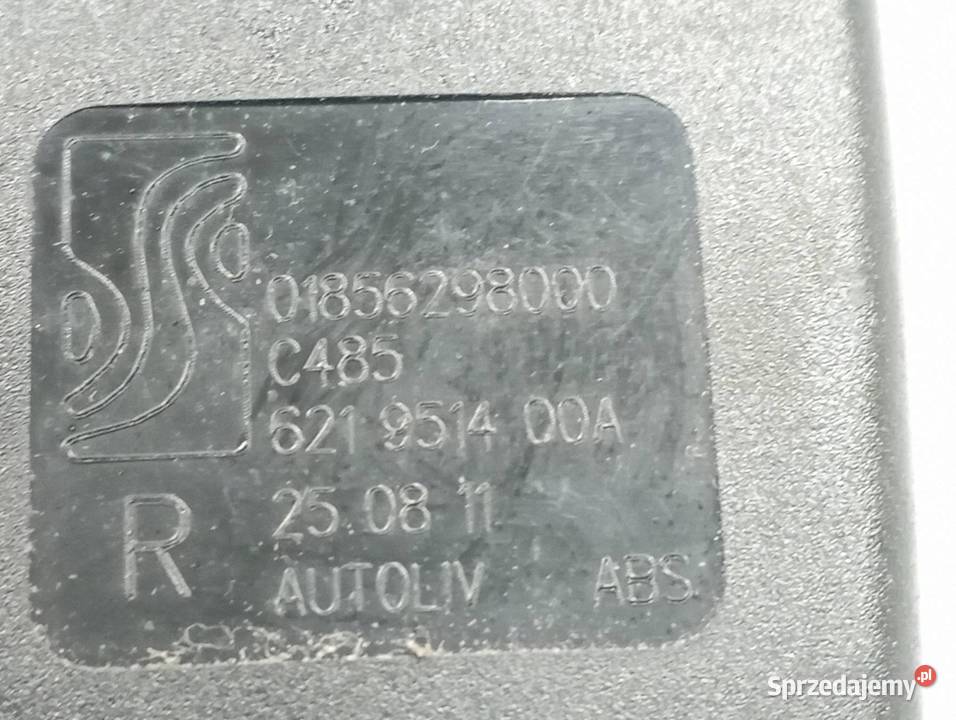 01856298000
C485
621 9514 00A
R
25 08 11
AUTOLIV ABS
Sprzedajemy.pl